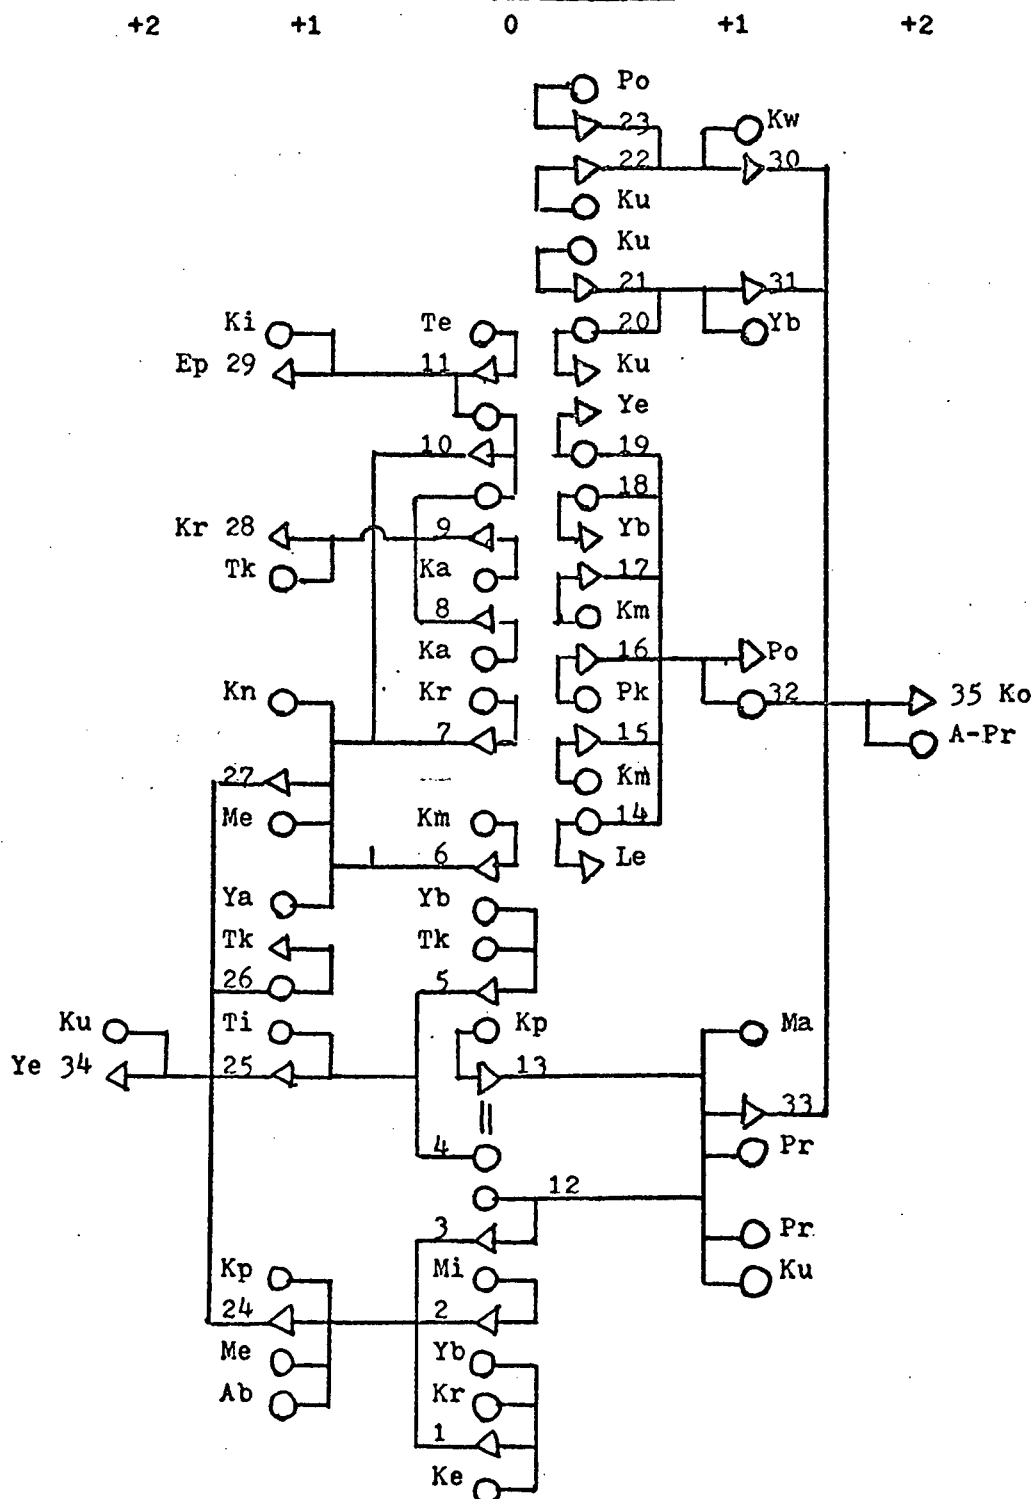 +2 +1 0 +1 +2
Po
23 Kw
22 30
Ku
Ku
21 31
Ki Te 20 Yb
Ep 29 11 Ku
Ye
10 19
18
Kr 28 9 Yb
Tk Ka 17
8 Km
Ka 16 Po
Kn Kr Pk 32 35 Ko
7 15 A-Pr
27 Km
Me Km 14
6 Le
Ya Yb
Tk Tk
26 5
Ku Ti Kp Ma
Ye 34 25 13
33
4 Pr
12
3 Pr
Kp Mi Ku
24 2
Me Yb
Ab Kr
1
Ke